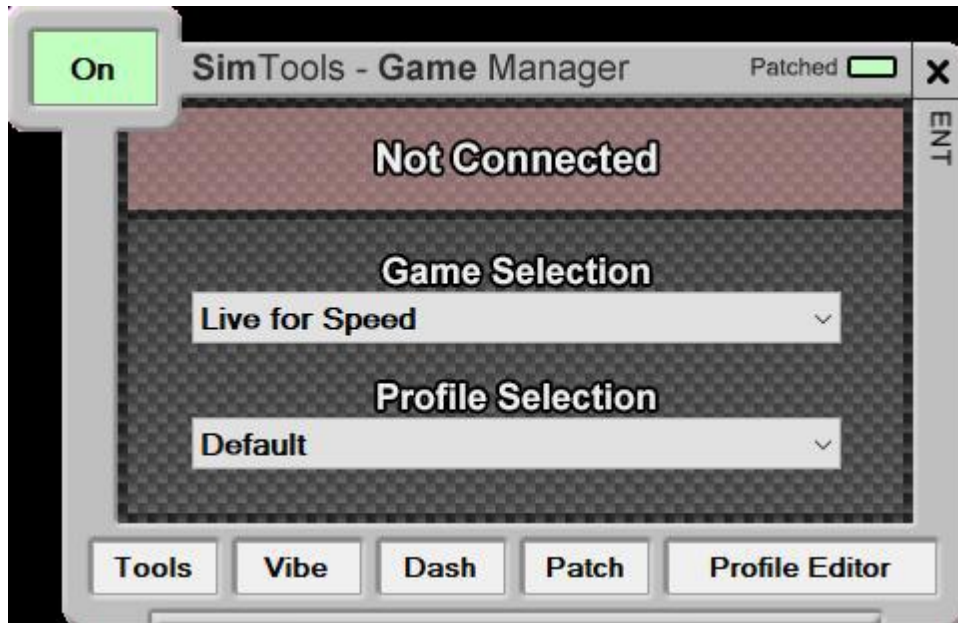 On
SimTools - Game Manager
Patched
X
ENT
Not Connected
Game Selection
Live for Speed
Profile Selection
Default
Tools
Vibe
Dash
Patch
Profile Editor